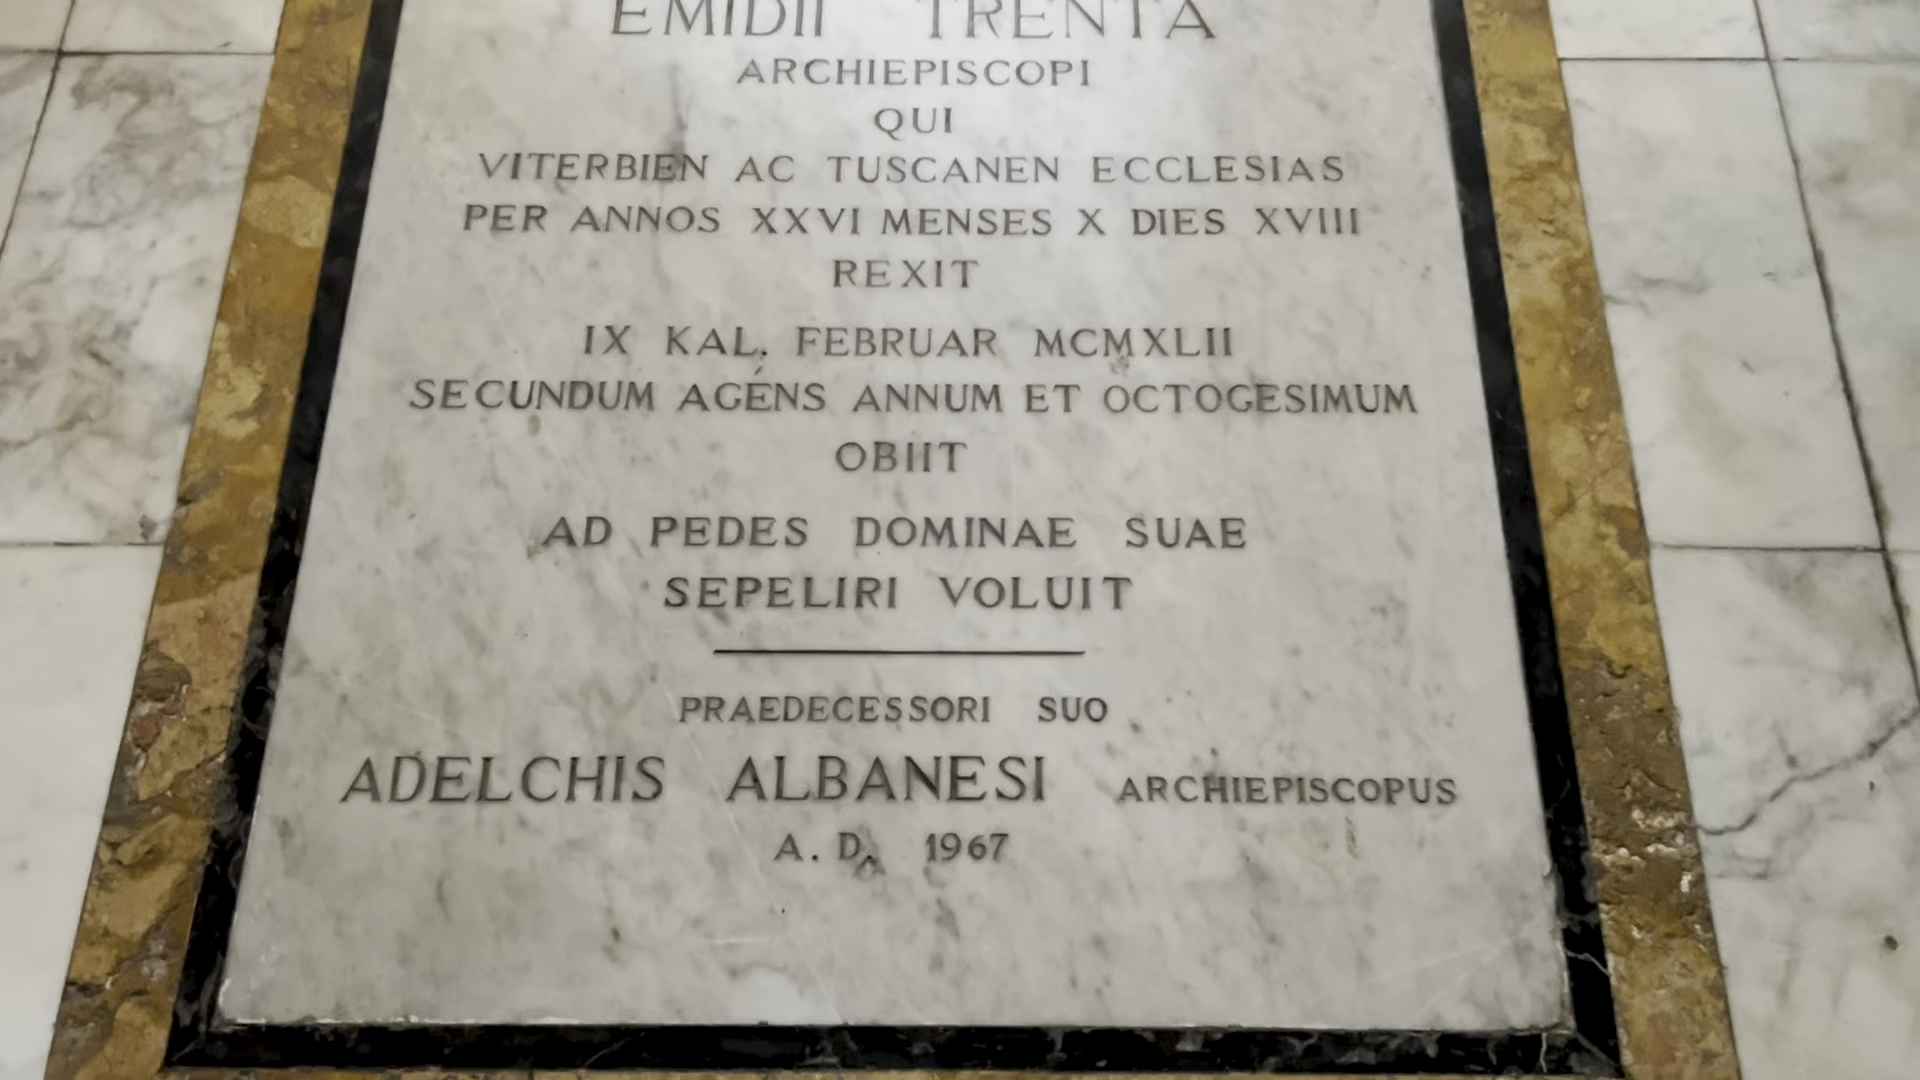 EMIDII TRENTA
ARCHIEPISCOPI
QUI
VITERBIEN AC TUSCANEN ECCLESIAS
PER ANNOS XXVI MENSES X DIES XVIII
REXIT
IX KAL. FEBRUAR MCMXLII
SECUNDUM AGENS ANNUM ET OCTOGESIMUM
OBIIT
AD PEDES DOMINAE SUAE
SEPELIRI VOLUIT
PRAEDECESSORI SUO
ADELCHIS ALBANESI ARCHIEPISCOPUS
A. D. 1967